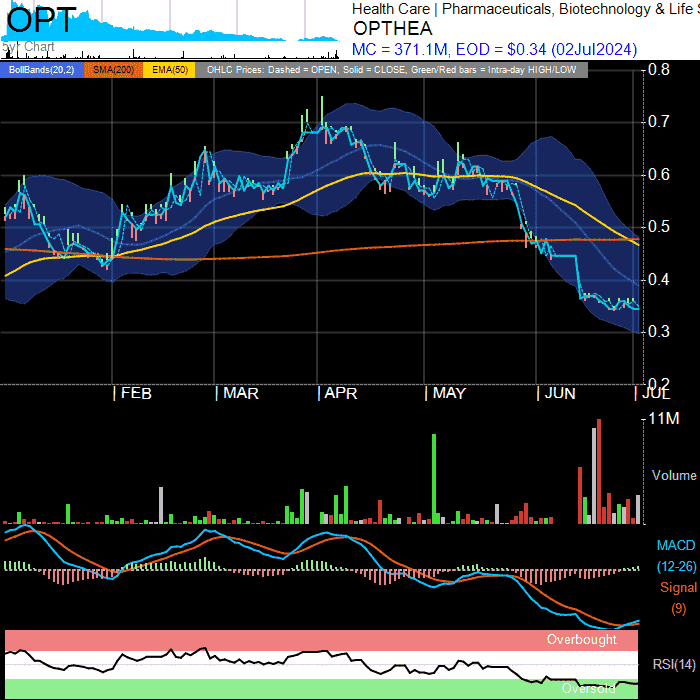 OPT
5yr Chart
Health Care | Pharmaceuticals, Biotechnology & Life S
OPTHEA
MC = 371.1M, EOD = $0.34 (02Jul2024)
BollBands(20,2) SMA(200) EMA(50) OHLC Prices: Dashed = OPEN, Solid = CLOSE, Green/Red bars = Intra-day HIGH/LOW
0.8
0.7
0.6
0.5
0.4
0.3
0.2
| FEB | MAR | APR | MAY | JUN | JUL
11M
Volume
MACD
(12-26)
Signal
(9)
Overbought
RSI(14)
Oversold